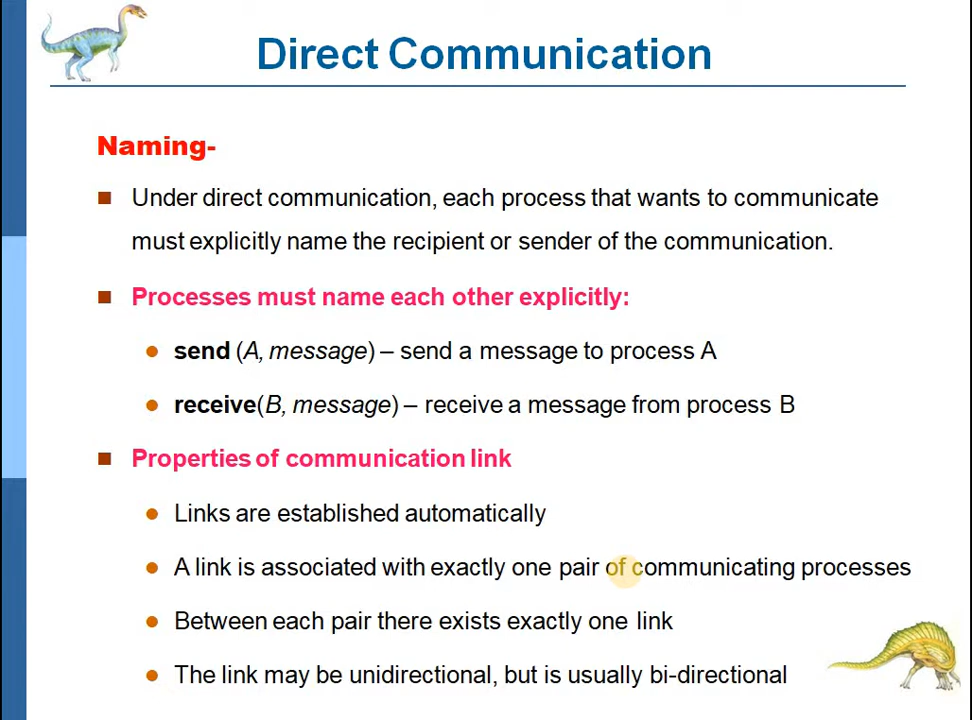 Direct Communication
Naming-
Under direct communication, each process that wants to communicate
must explicitly name the recipient or sender of the communication.
Processes must name each other explicitly:
send (A, message) – send a message to process A
receive(B, message) – receive a message from process B
Properties of communication link
Links are established automatically
A link is associated with exactly one pair of communicating processes
Between each pair there exists exactly one link
The link may be unidirectional, but is usually bi-directional